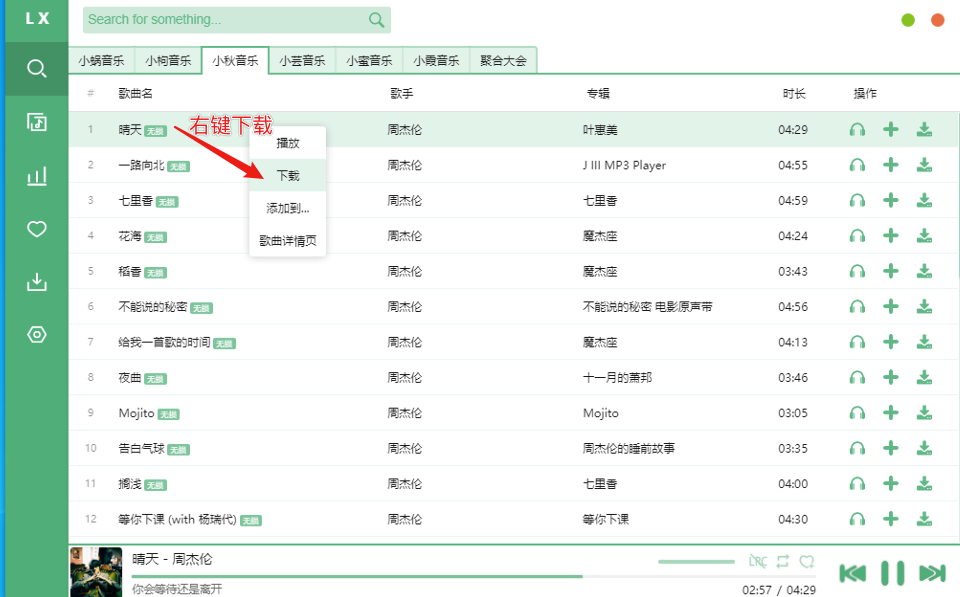 LX
Search for something...
小蜗音乐 小枸音乐 小秋音乐 小芸音乐 小蜜音乐 小霞音乐 聚合大会
# 歌曲名 歌手 专辑 时长 操作
1 晴天 无损 周杰伦 叶惠美 04:29
右键下载
播放
下载
添加到...
歌曲详情页
2 一路向北 无损 周杰伦 J III MP3 Player 04:55
3 七里香 无损 周杰伦 七里香 04:59
4 花海 无损 周杰伦 魔杰座 04:24
5 稻香 无损 周杰伦 魔杰座 03:43
6 不能说的秘密 无损 周杰伦 不能说的秘密 电影原声带 04:56
7 给我一首歌的时间 无损 周杰伦 魔杰座 04:13
8 夜曲 无损 周杰伦 十一月的萧邦 03:46
9 Mojito 无损 周杰伦 Mojito 03:05
10 告白气球 无损 周杰伦 周杰伦的睡前故事 03:35
11 搁浅 无损 周杰伦 七里香 04:00
12 等你下课 (with 杨瑞代) 无损 周杰伦 等你下课 04:30
晴天 - 周杰伦
LRC
你会等待还是离开
02:57 / 04:29